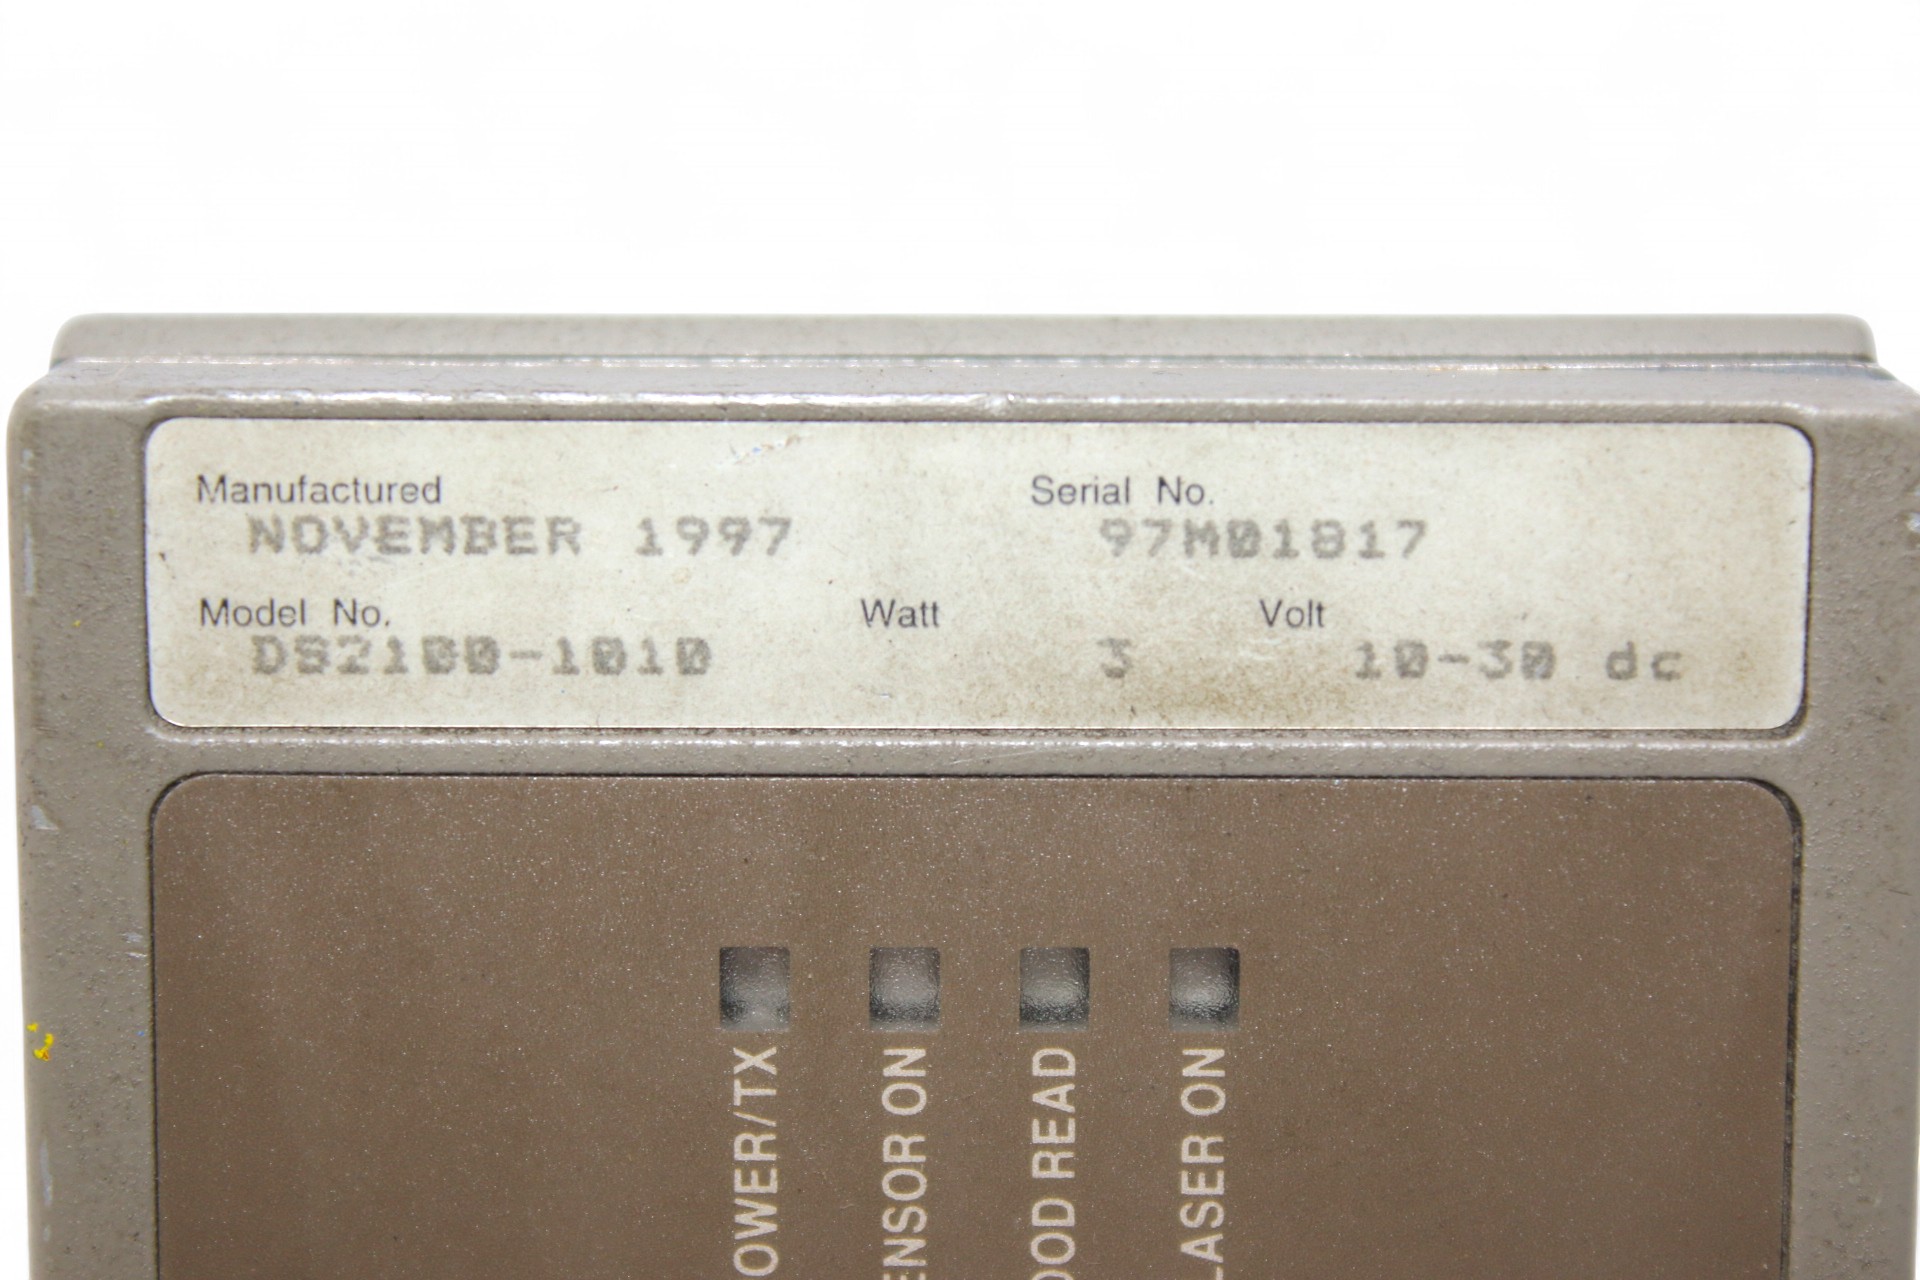 Manufactured Serial No.
NOVEMBER 1997 97M01817
Model No. Watt Volt
DS2100-1010 3 10-30 dc
OWER/TX
ENSOR ON
OOD READ
LASER ON